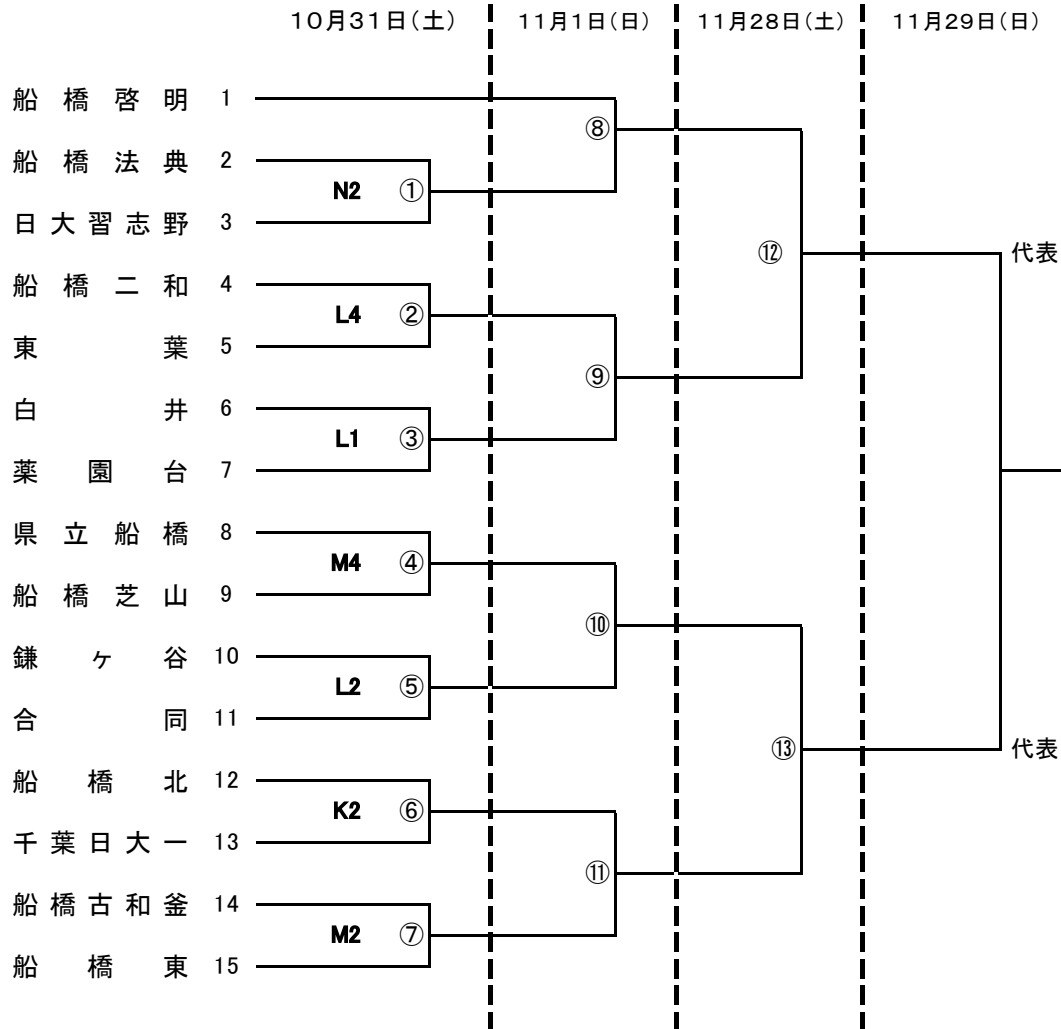 10月31日(土) 11月1日(日) 11月28日(土) 11月29日(日)
船橋啓明 1
⑧
船橋法典 2
N2 ①
日大習志野 3
⑫ 代表
船橋二和 4
L4 ②
東葉 5
⑨
白井 6
L1 ③
薬園台 7
県立船橋 8
M4 ④
船橋芝山 9
⑩
鎌ヶ谷 10
L2 ⑤
合同 11
⑬ 代表
船橋北 12
K2 ⑥
千葉日大一 13
⑪
船橋古和釜 14
M2 ⑦
船橋東 15